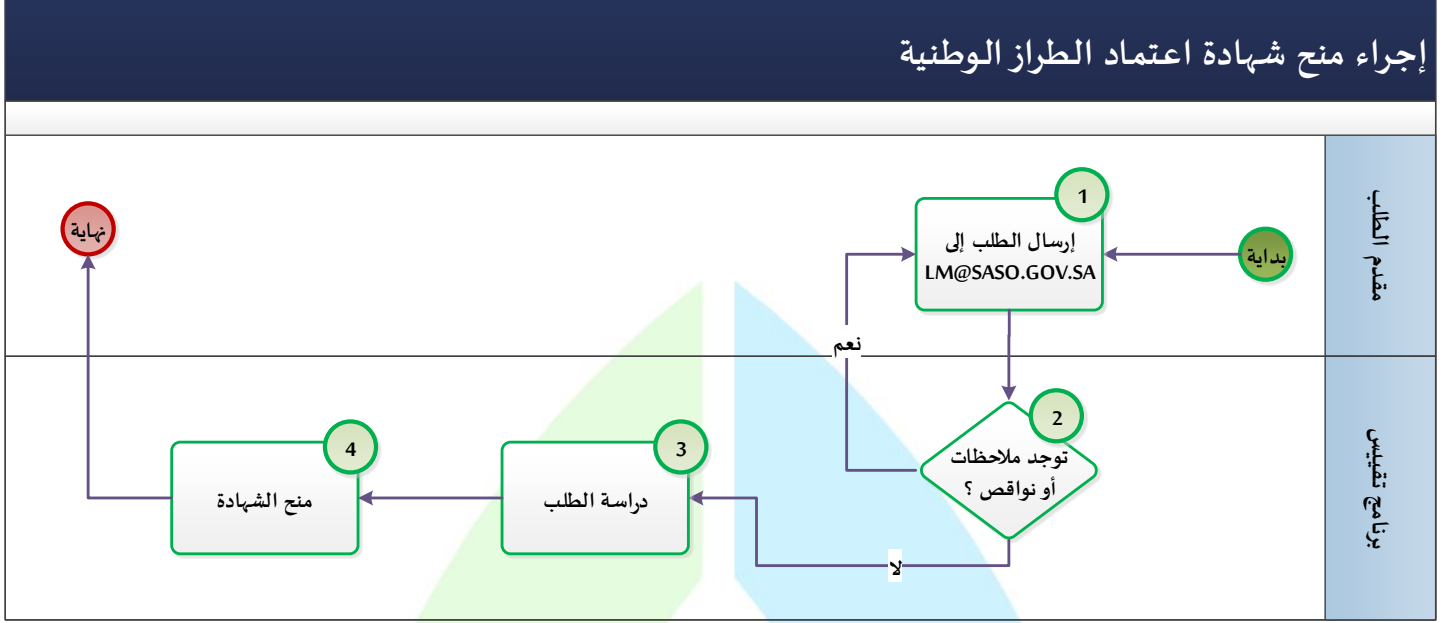 إجراء منح شهادة اعتماد الطراز الوطنية
مقدم الطلب
بداية
1
إرسال الطلب إلى
LM@SASO.GOV.SA
نهاية
نعم
برنامج تقييس
2
توجد ملاحظات
أو نواقص ؟
لا
3
دراسة الطلب
4
منح الشهادة